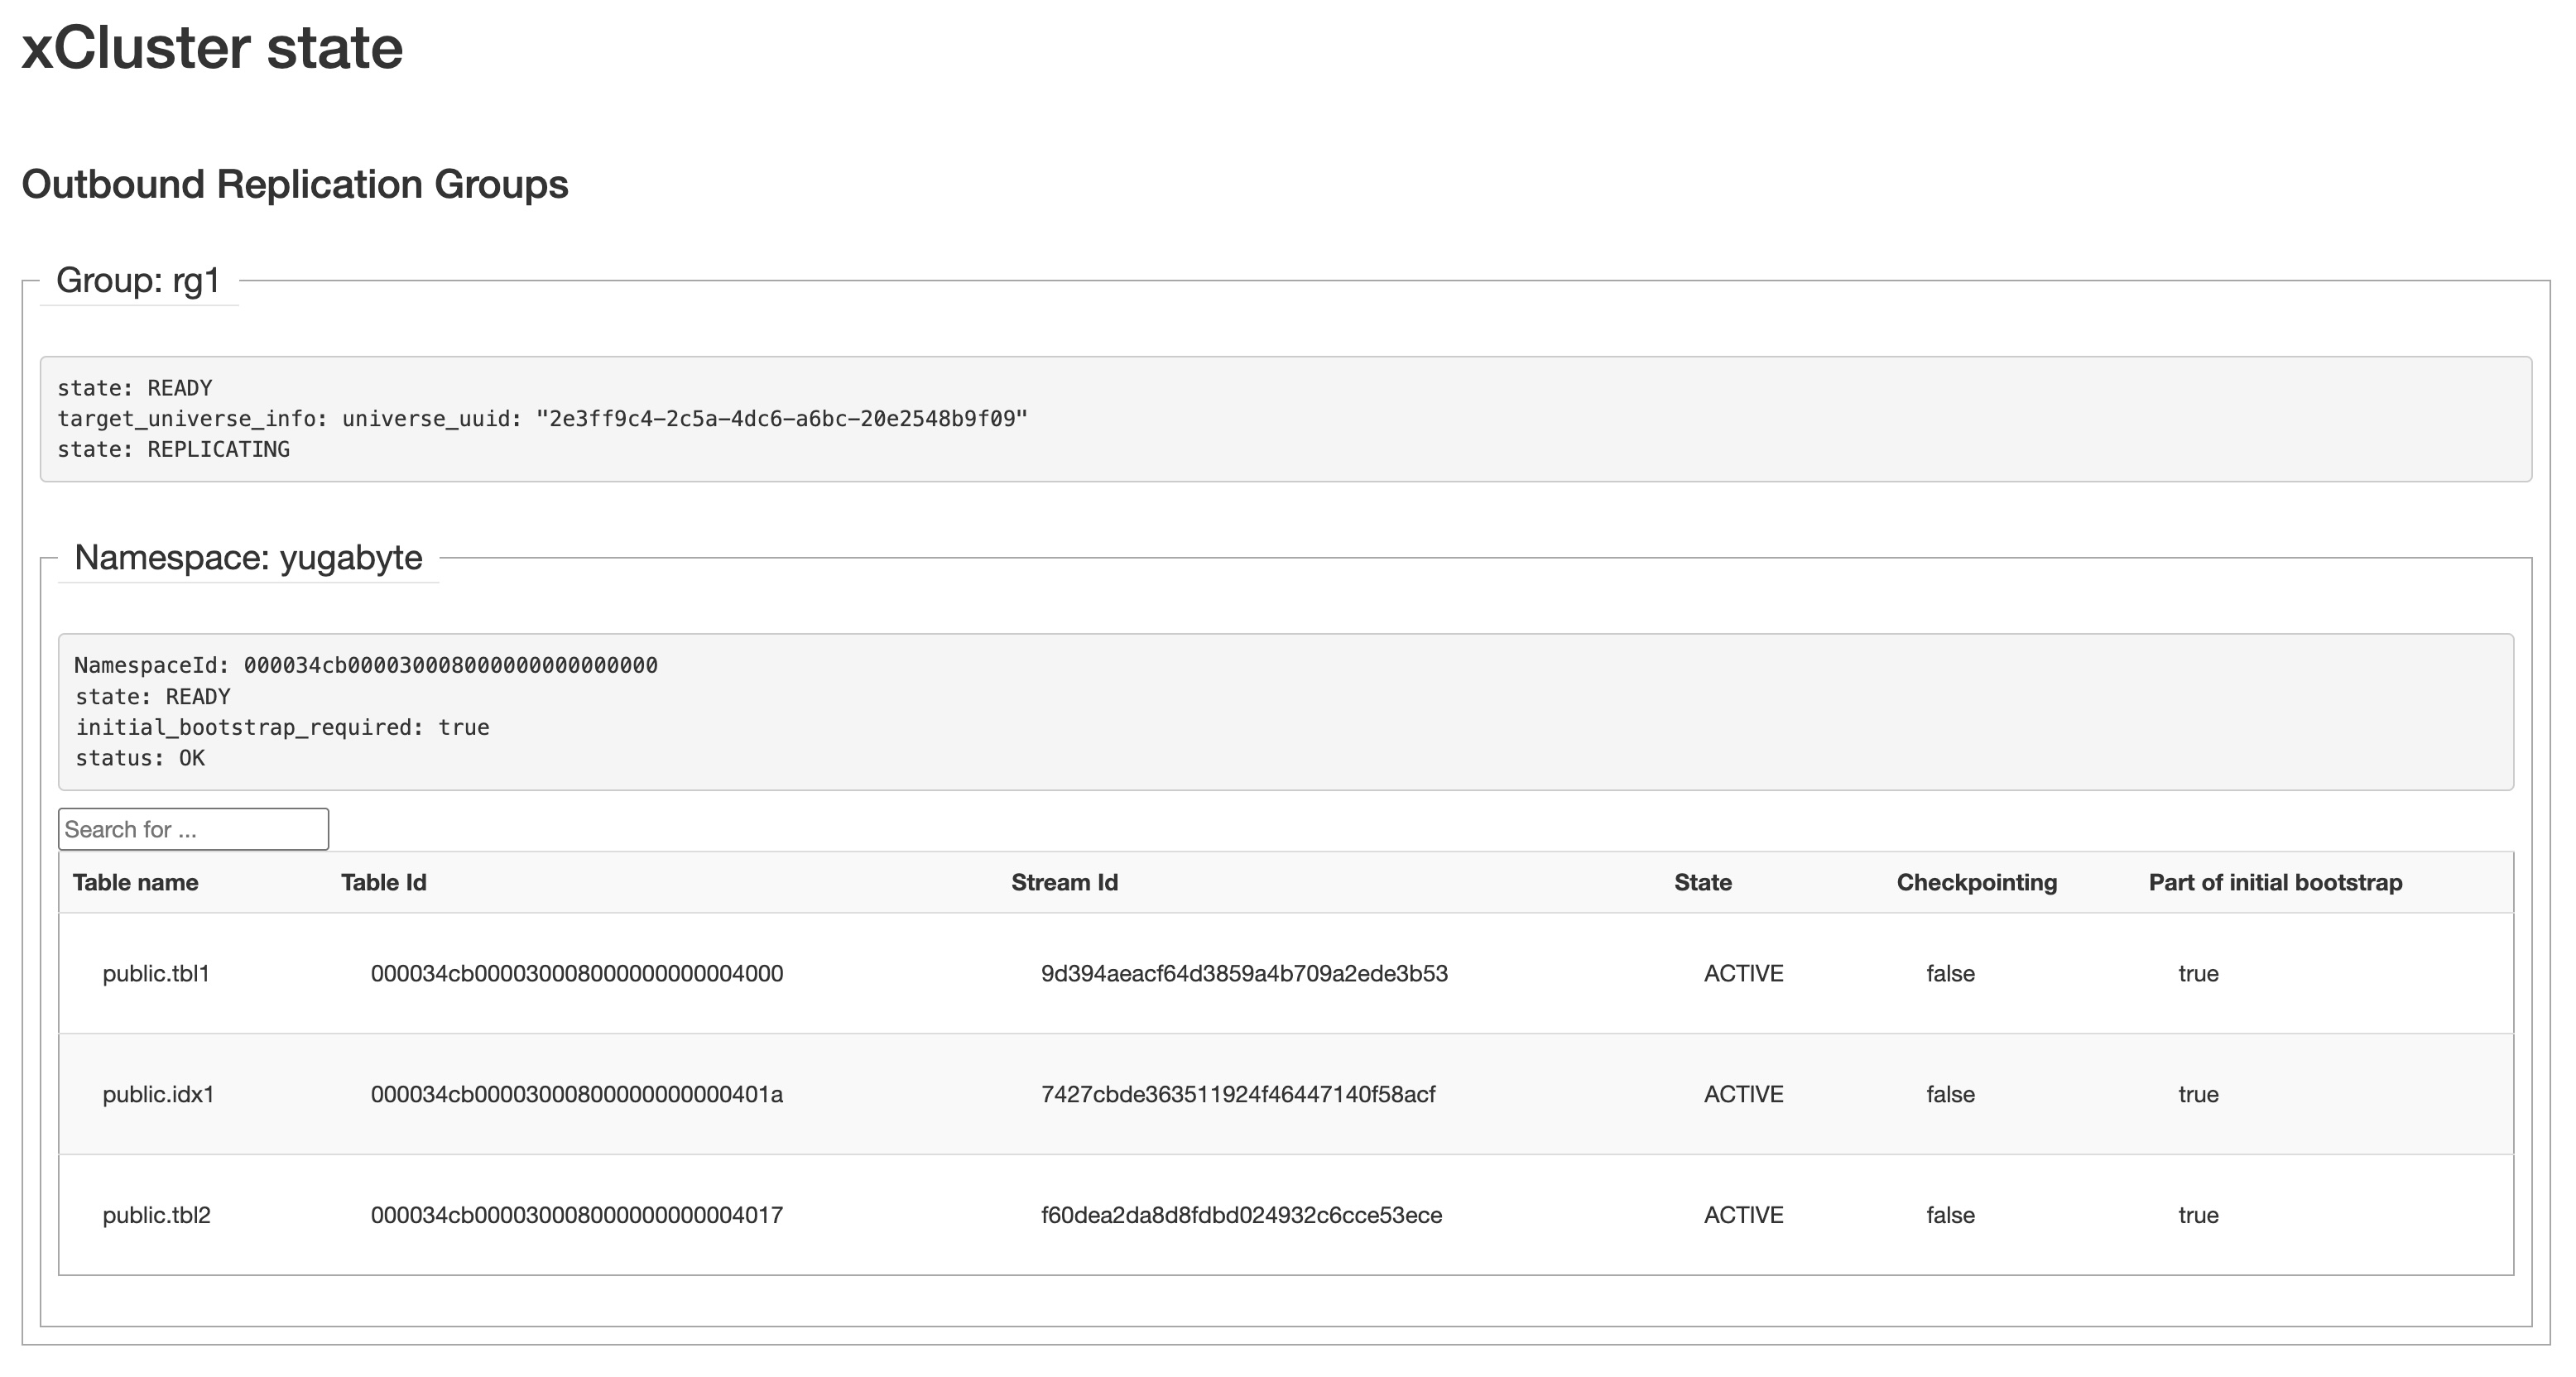 xCluster state
Outbound Replication Groups
Group: rg1
state: READY
target_universe_info: universe_uuid: "2e3ff9c4-2c5a-4dc6-a6bc-20e2548b9f09"
state: REPLICATING
Namespace: yugabyte
NamespaceId: 000034cb000030008000000000000000
state: READY
initial_bootstrap_required: true
status: OK
Search for ...
Table name Table Id Stream Id State Checkpointing Part of initial bootstrap
public.tbl1 000034cb000030008000000000004000 9d394aeacf64d3859a4b709a2ede3b53 ACTIVE false true
public.idx1 000034cb00003000800000000000401a 7427cbde363511924f46447140f58acf ACTIVE false true
public.tbl2 000034cb000030008000000000004017 f60dea2da8d8fdbd024932c6cce53ece ACTIVE false true